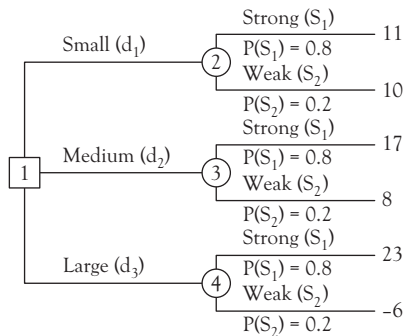 Strong (S₁)
11
Small (d₁)
P(S₁) = 0.8
2
Weak (S₂)
10
P(S₂) = 0.2
Strong (S₁)
17
Medium (d₂)
P(S₁) = 0.8
1
3
Weak (S₂)
8
P(S₂) = 0.2
Strong (S₁)
23
Large (d₃)
P(S₁) = 0.8
4
Weak (S₂)
–6
P(S₂) = 0.2